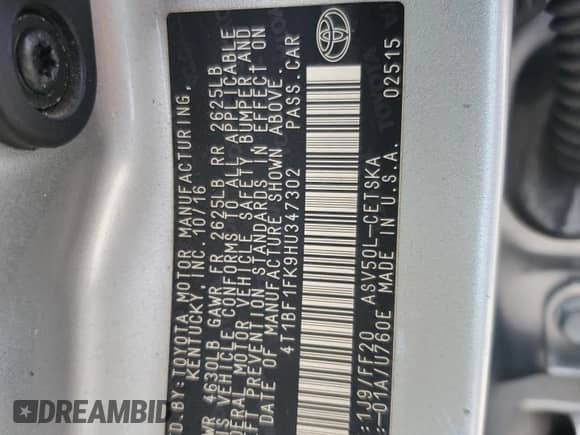 D. BY: TOYOTA MOTOR MANUFACTURING,
KENTUCKY, INC. 10/16
WR 4630LB GAWR FR 2625LB RR 2625LB
IS VEHICLE CONFORMS TO ALL APPLICABLE
DERAL MOTOR VEHICLE SAFETY, BUMPER AND
EFT PREVENTION STANDARDS IN EFFECT ON
DATE OF MANUFACTURE SHOWN ABOVE.
4T1BF1FK9HU347302 PASS.CAR
:1J9/FF20 ASV50L-CETSKA
:-01A/U760E MADE IN U.S.A. 02515
TOYOTA
DREAMBID